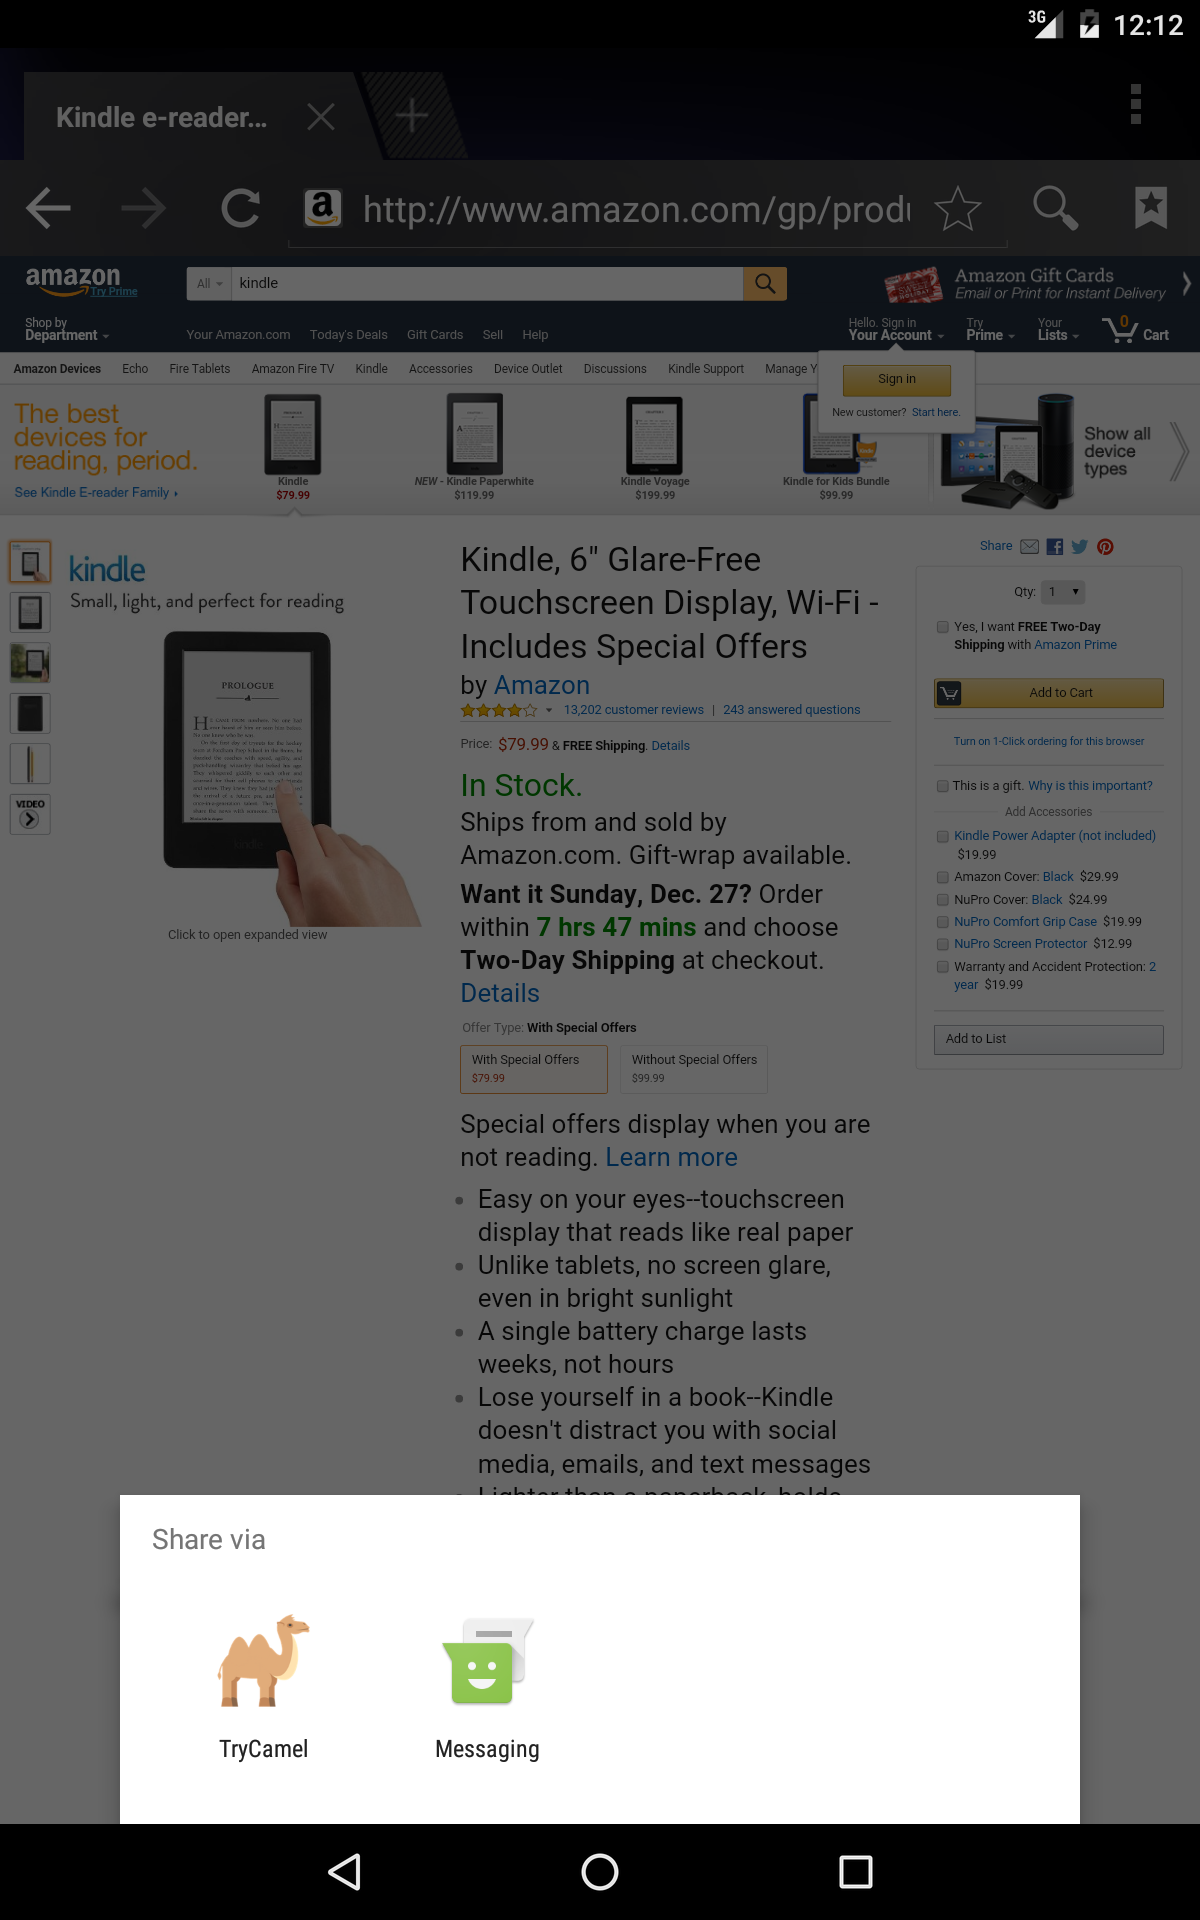 3G 12:12
Kindle e-reader...
http://www.amazon.com/gp/produ
amazon
Try Prime
All kindle
Amazon Gift Cards
Email or Print for Instant Delivery
Shop by
Department
Your Amazon.com Today's Deals Gift Cards Sell Help
Hello. Sign in
Your Account
Try
Prime
Your
Lists
0
Cart
Amazon Devices Echo Fire Tablets Amazon Fire TV Kindle Accessories Device Outlet Discussions Kindle Support Manage Y
Sign in
New customer? Start here.
The best
devices for
reading, period.
See Kindle E-reader Family
Kindle
$79.99
NEW - Kindle Paperwhite
$119.99
Kindle Voyage
$199.99
Kindle for Kids Bundle
$99.99
Show all
device
types
kindle
Small, light, and perfect for reading
PROLOGUE
VIDEO
Click to open expanded view
Kindle, 6" Glare-Free
Touchscreen Display, Wi-Fi -
Includes Special Offers
by Amazon
13,202 customer reviews | 243 answered questions
Price: $79.99 & FREE Shipping. Details
In Stock.
Ships from and sold by
Amazon.com. Gift-wrap available.
Want it Sunday, Dec. 27? Order
within 7 hrs 47 mins and choose
Two-Day Shipping at checkout.
Details
Offer Type: With Special Offers
With Special Offers
$79.99
Without Special Offers
$99.99
Special offers display when you are
not reading. Learn more
Easy on your eyes--touchscreen
display that reads like real paper
Unlike tablets, no screen glare,
even in bright sunlight
A single battery charge lasts
weeks, not hours
Lose yourself in a book--Kindle
doesn't distract you with social
media, emails, and text messages
Lighter than a paperback, holds
Share
Qty: 1
Yes, I want FREE Two-Day
Shipping with Amazon Prime
Add to Cart
Turn on 1-Click ordering for this browser
This is a gift. Why is this important?
Add Accessories
Kindle Power Adapter (not included)
$19.99
Amazon Cover: Black $29.99
NuPro Cover: Black $24.99
NuPro Comfort Grip Case $19.99
NuPro Screen Protector $12.99
Warranty and Accident Protection: 2
year $19.99
Add to List
Share via
TryCamel
Messaging